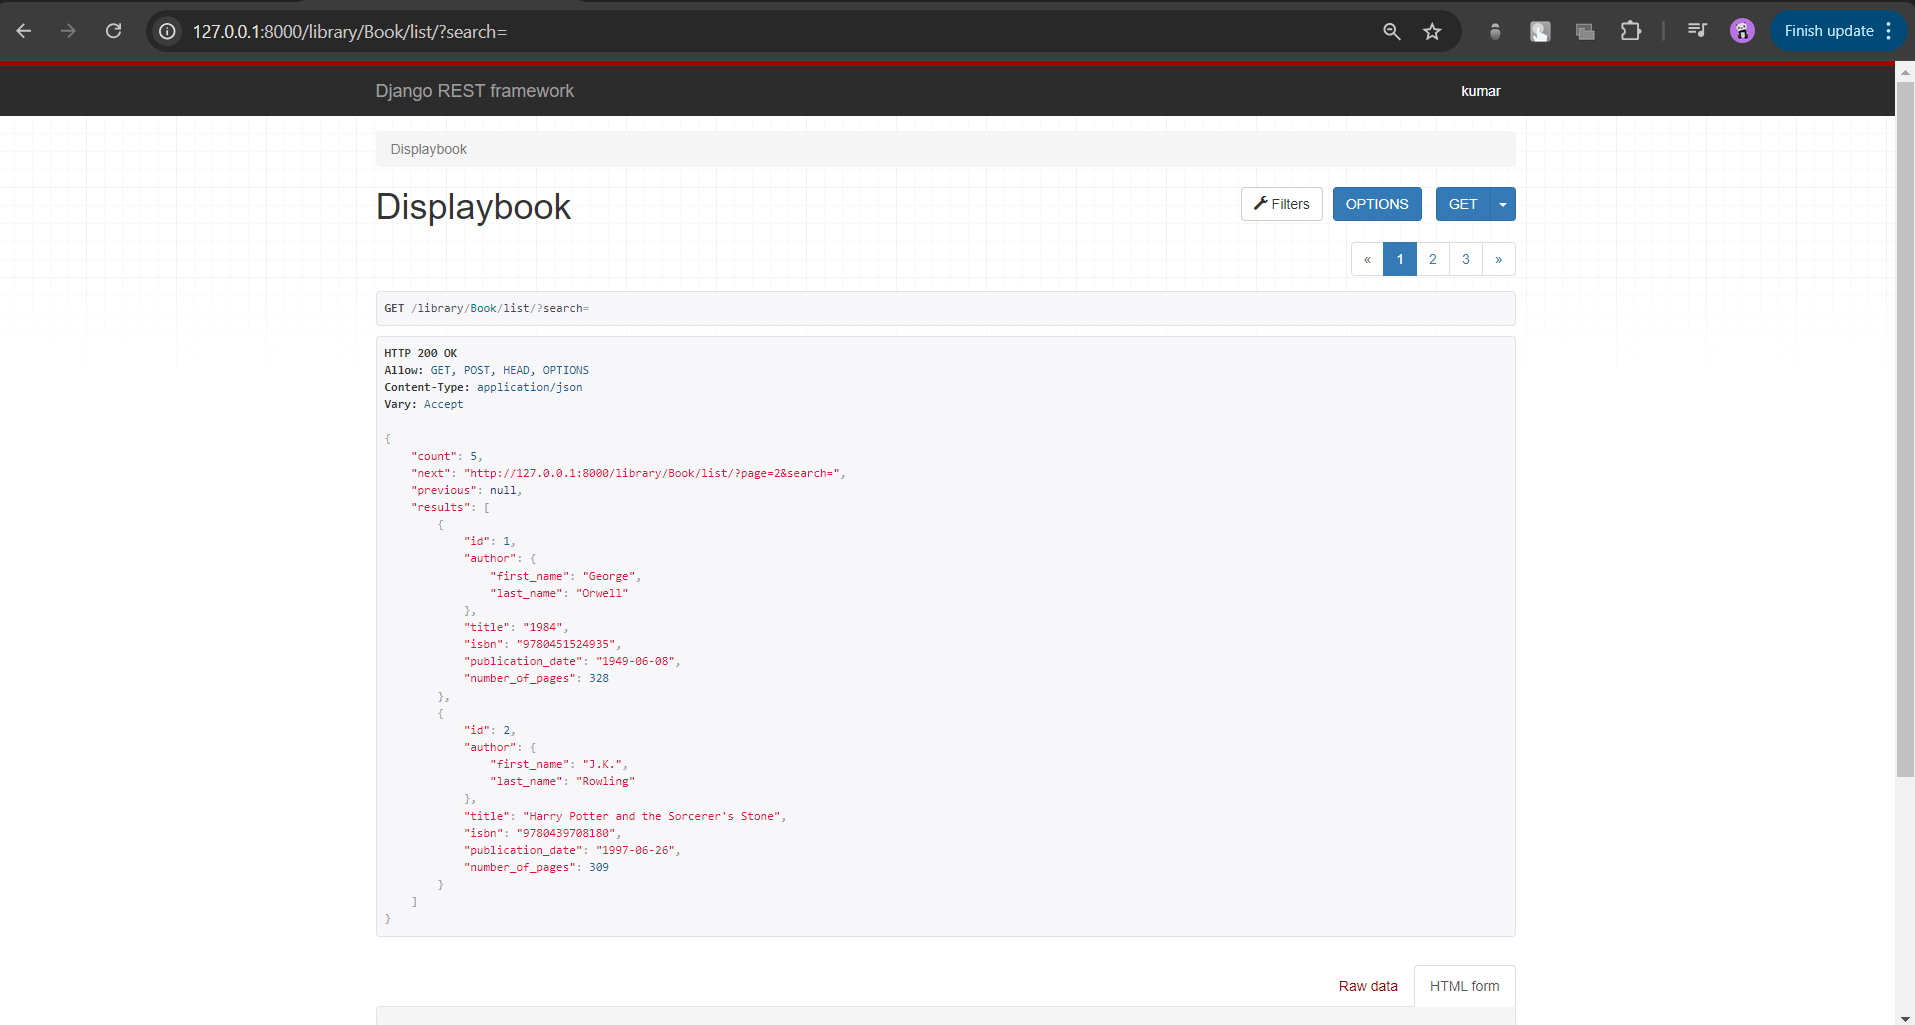 127.0.0.1:8000/library/Book/list/?search=
Finish update
Django REST framework
kumar
Displaybook
Displaybook
Filters
OPTIONS
GET
« 1 2 3 »
GET /library/Book/list/?search=
HTTP 200 OK
Allow: GET, POST, HEAD, OPTIONS
Content-Type: application/json
Vary: Accept
{
"count": 5,
"next": "http://127.0.0.1:8000/library/Book/list/?page=2&search=",
"previous": null,
"results": [
{
"id": 1,
"author": {
"first_name": "George",
"last_name": "Orwell"
},
"title": "1984",
"isbn": "9780451524935",
"publication_date": "1949-06-08",
"number_of_pages": 328
},
{
"id": 2,
"author": {
"first_name": "J.K.",
"last_name": "Rowling"
},
"title": "Harry Potter and the Sorcerer's Stone",
"isbn": "9780439708180",
"publication_date": "1997-06-26",
"number_of_pages": 309
}
]
}
Raw data
HTML form